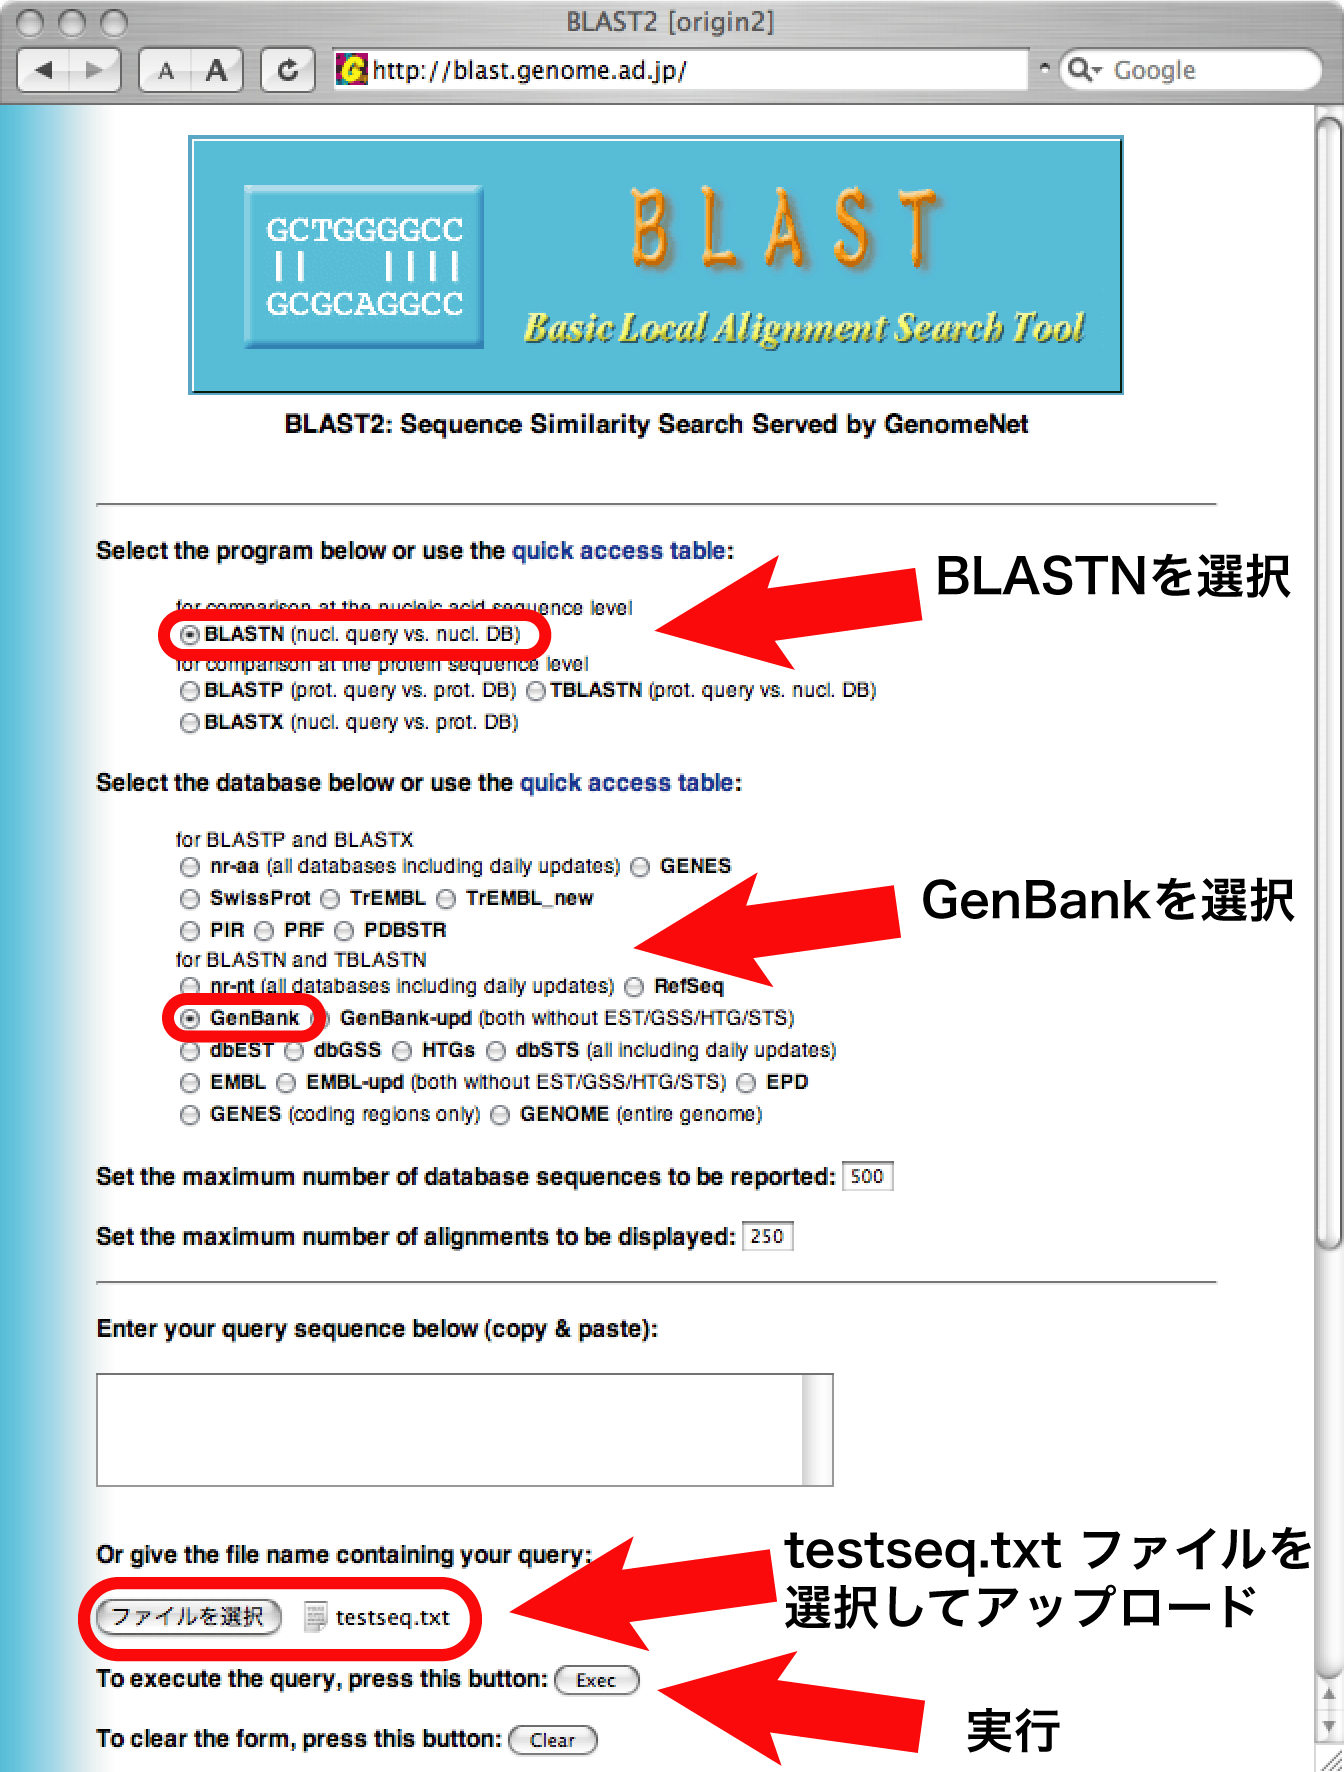 BLAST2 [origin2]
A A http://blast.genome.ad.jp/ Google
GCTGGGGCC
GCGCAGGCC
BLAST
Basic Local Alignment Search Tool
BLAST2: Sequence Similarity Search Served by GenomeNet
Select the program below or use the quick access table:
BLASTNを選択
for comparison at the nucleic acid sequence level
BLASTN (nucl. query vs. nucl. DB)
for comparison at the protein sequence level
BLASTP (prot. query vs. prot. DB) TBLASTN (prot. query vs. nucl. DB)
BLASTX (nucl. query vs. prot. DB)
Select the database below or use the quick access table:
for BLASTP and BLASTX
nr-aa (all databases including daily updates) GENES
SwissProt TrEMBL TrEMBL_new
GenBankを選択
PIR PRF PDBSTR
for BLASTN and TBLASTN
nr-nt (all databases including daily updates) RefSeq
GenBank GenBank-upd (both without EST/GSS/HTG/STS)
dbEST dbGSS HTGs dbSTS (all including daily updates)
EMBL EMBL-upd (both without EST/GSS/HTG/STS) EPD
GENES (coding regions only) GENOME (entire genome)
Set the maximum number of database sequences to be reported: 500
Set the maximum number of alignments to be displayed: 250
Enter your query sequence below (copy & paste):
Or give the file name containing your query:
testseq.txt ファイルを
選択してアップロード
ファイルを選択 testseq.txt
To execute the query, press this button: Exec
実行
To clear the form, press this button: Clear